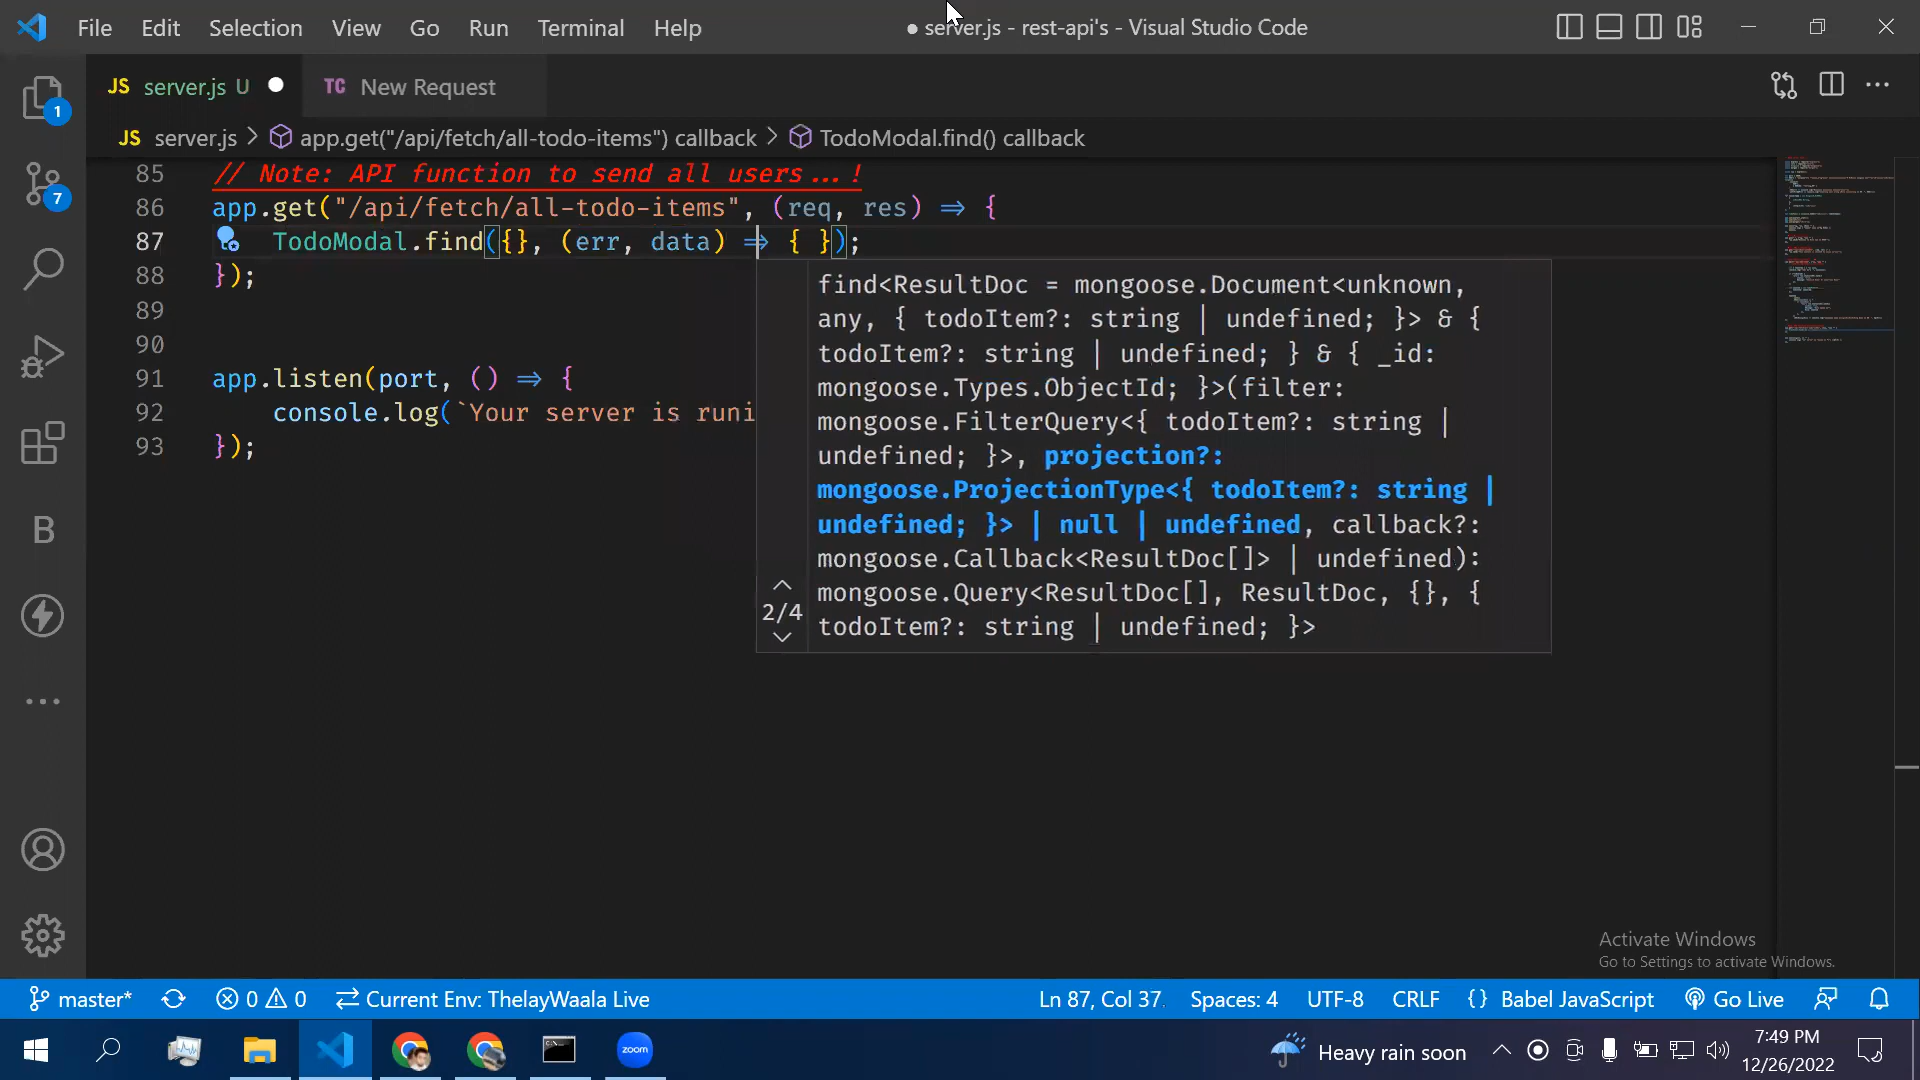 File Edit Selection View Go Run Terminal Help
● server.js - rest-api's - Visual Studio Code
JS server.js U ●
TC New Request
JS server.js > app.get("/api/fetch/all-todo-items") callback > TodoModal.find() callback
85 // Note: API function to send all users...!
86 app.get("/api/fetch/all-todo-items", (req, res) => {
87 TodoModal.find({}, (err, data) => { });
88 });
89
90
91 app.listen(port, () => {
92 console.log(`Your server is runi
93 });
find<ResultDoc = mongoose.Document<unknown,
any, { todoItem?: string | undefined; }> & {
todoItem?: string | undefined; } & { _id:
mongoose.Types.ObjectId; }>(filter:
mongoose.FilterQuery<{ todoItem?: string |
undefined; }>, projection?:
mongoose.ProjectionType<{ todoItem?: string |
undefined; }> | null | undefined, callback?:
mongoose.Callback<ResultDoc[]> | undefined):
mongoose.Query<ResultDoc[], ResultDoc, {}, {
todoItem?: string | undefined; }>
2/4
1
7
B
Activate Windows
Go to Settings to activate Windows.
master* 0 0 Current Env: ThelayWaala Live
Ln 87, Col 37 Spaces: 4 UTF-8 CRLF {} Babel JavaScript Go Live
zoom
Heavy rain soon
7:49 PM
12/26/2022